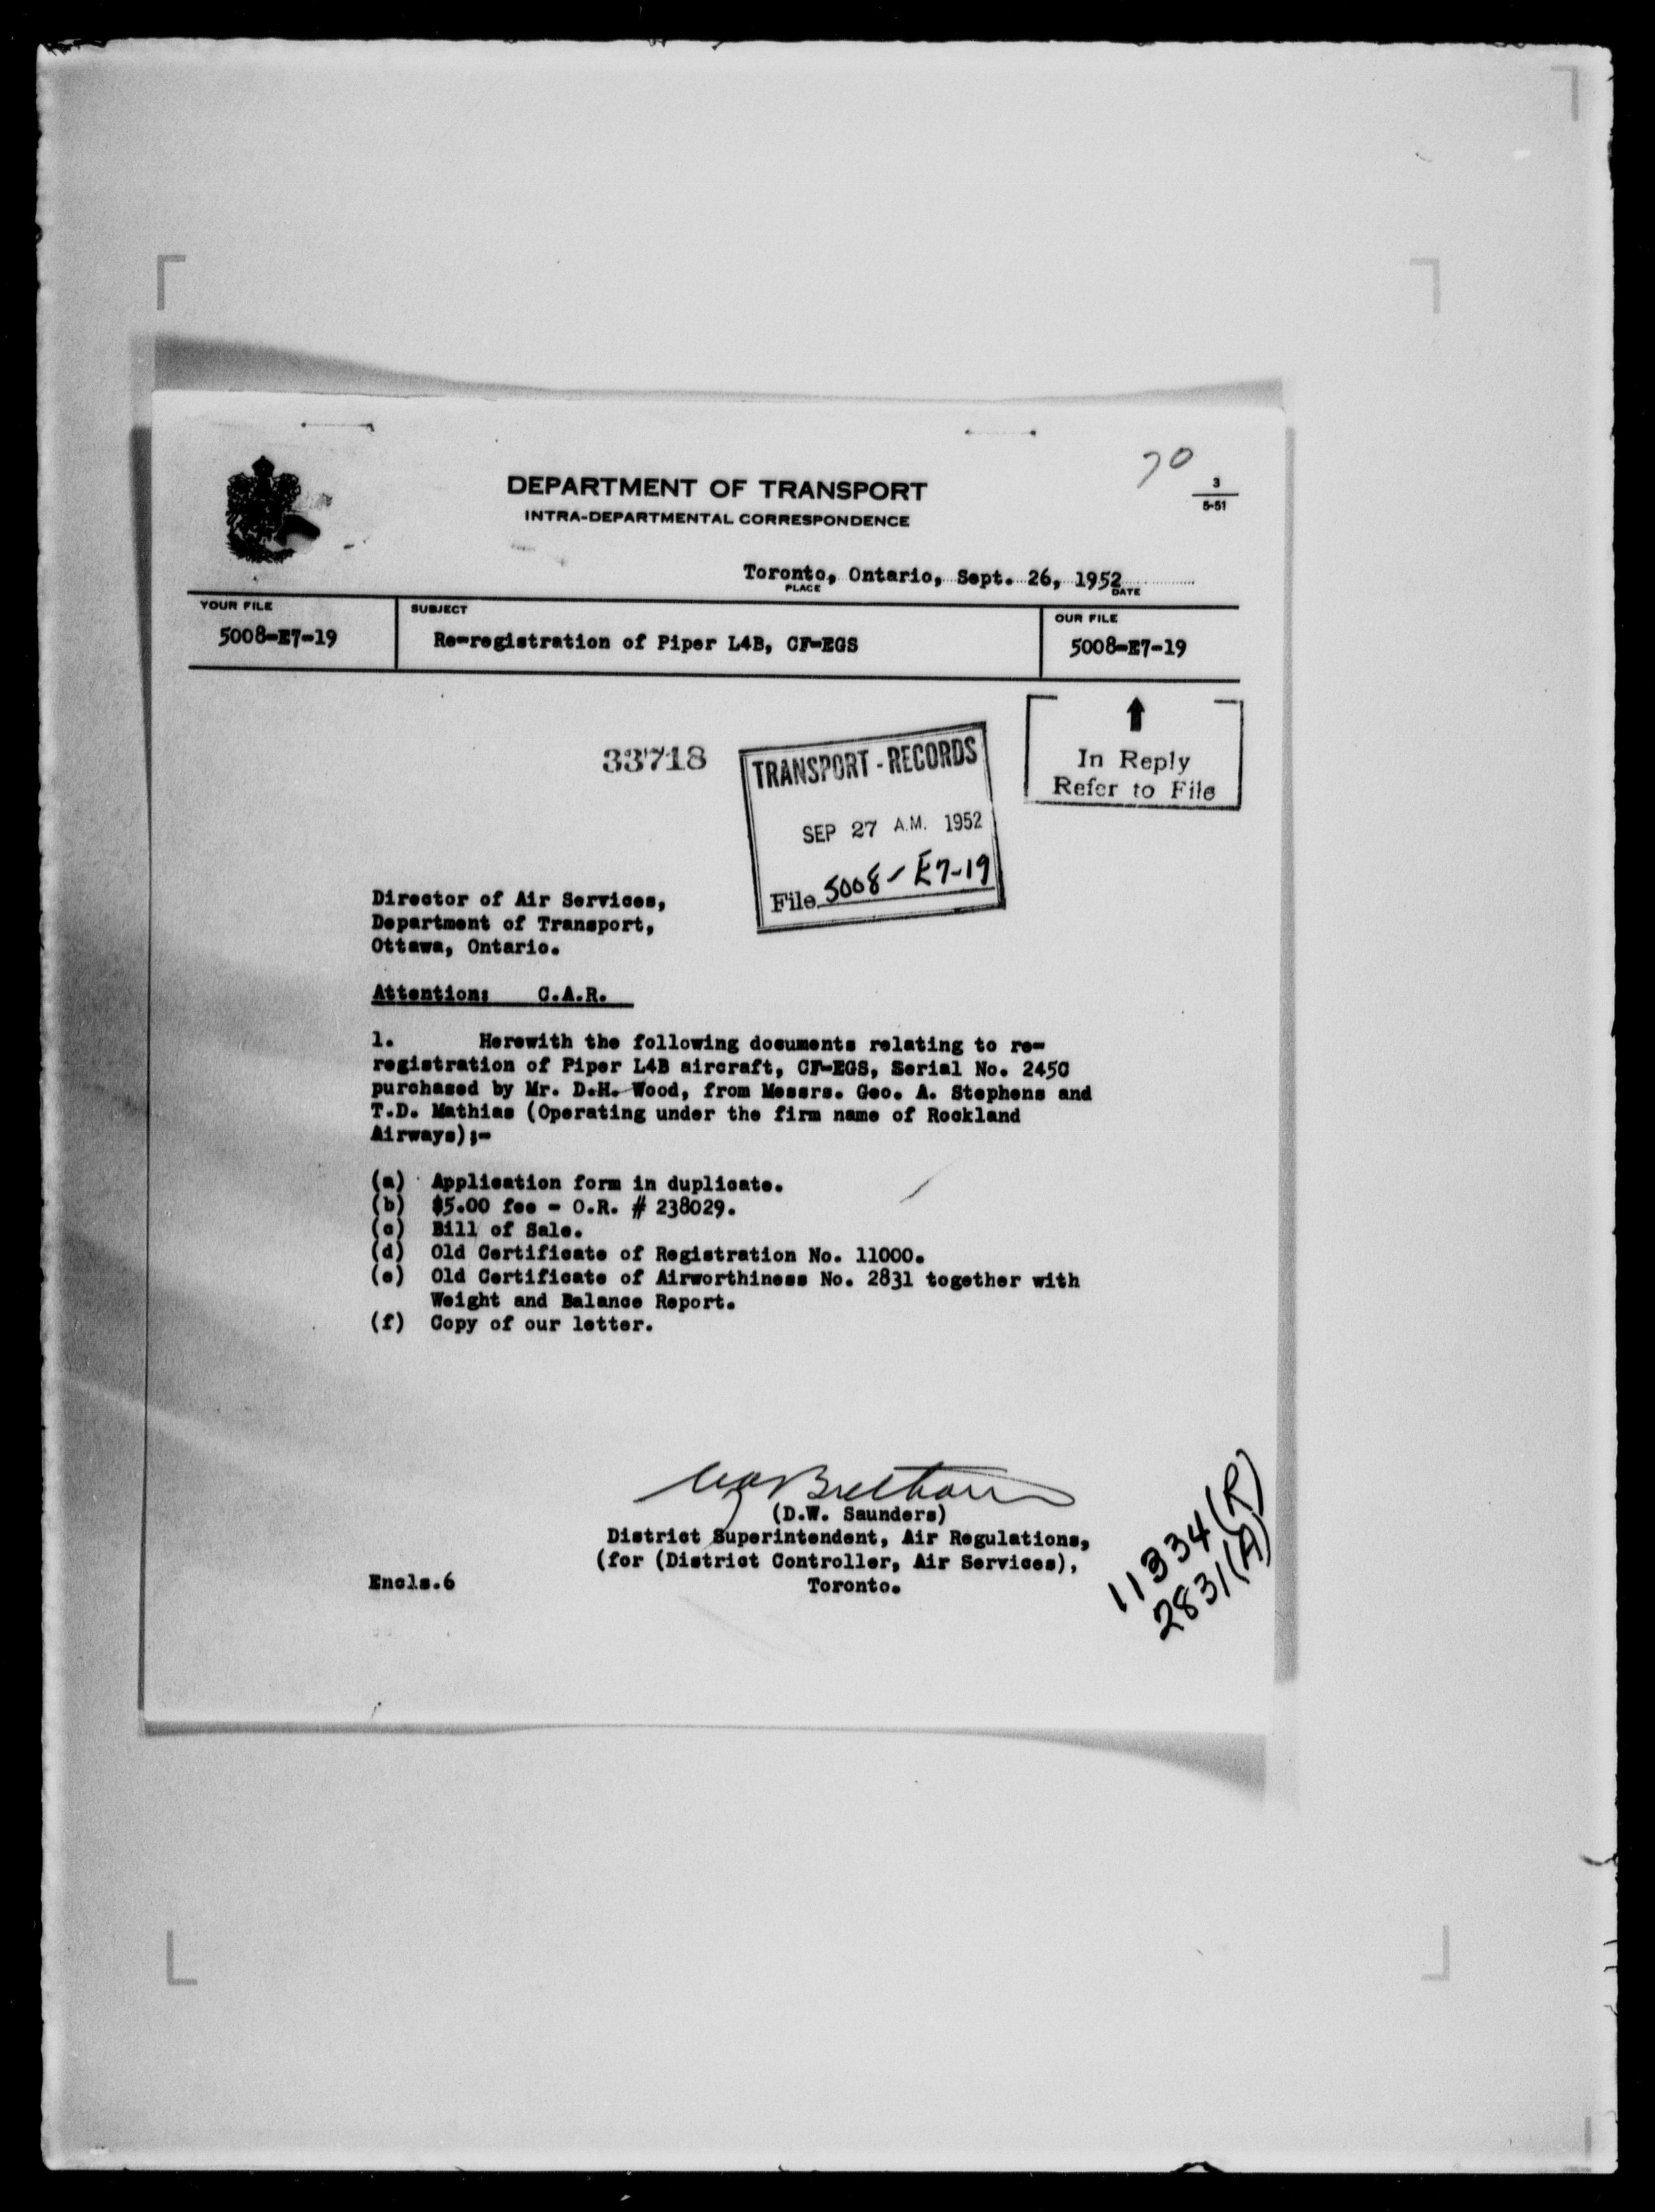 70
3
5-51
DEPARTMENT OF TRANSPORT
INTRA-DEPARTMENTAL CORRESPONDENCE
Toronto, Ontario, Sept. 26, 1952
PLACE DATE
YOUR FILE
5008-E7-19
SUBJECT
Re-registration of Piper L4B, CF-EGS
OUR FILE
5008-E7-19
In Reply
Refer to File
33718
TRANSPORT - RECORDS
SEP 27 A.M. 1952
File 5008-E7-19
Director of Air Services,
Department of Transport,
Ottawa, Ontario.
Attention: C.A.R.
1. Herewith the following documents relating to re-
registration of Piper L4B aircraft, CF-EGS, Serial No. 245C
purchased by Mr. D.H. Wood, from Messrs. Geo. A. Stephens and
T.D. Mathias (Operating under the firm name of Rockland
Airways);-
(a) Application form in duplicate.
(b) $5.00 fee - O.R. # 238029.
(c) Bill of Sale.
(d) Old Certificate of Registration No. 11000.
(e) Old Certificate of Airworthiness No. 2831 together with
Weight and Balance Report.
(f) Copy of our letter.
(D.W. Saunders)
District Superintendent, Air Regulations,
(for (District Controller, Air Services),
Toronto.
Encls.6
11334(R)
2831(A)